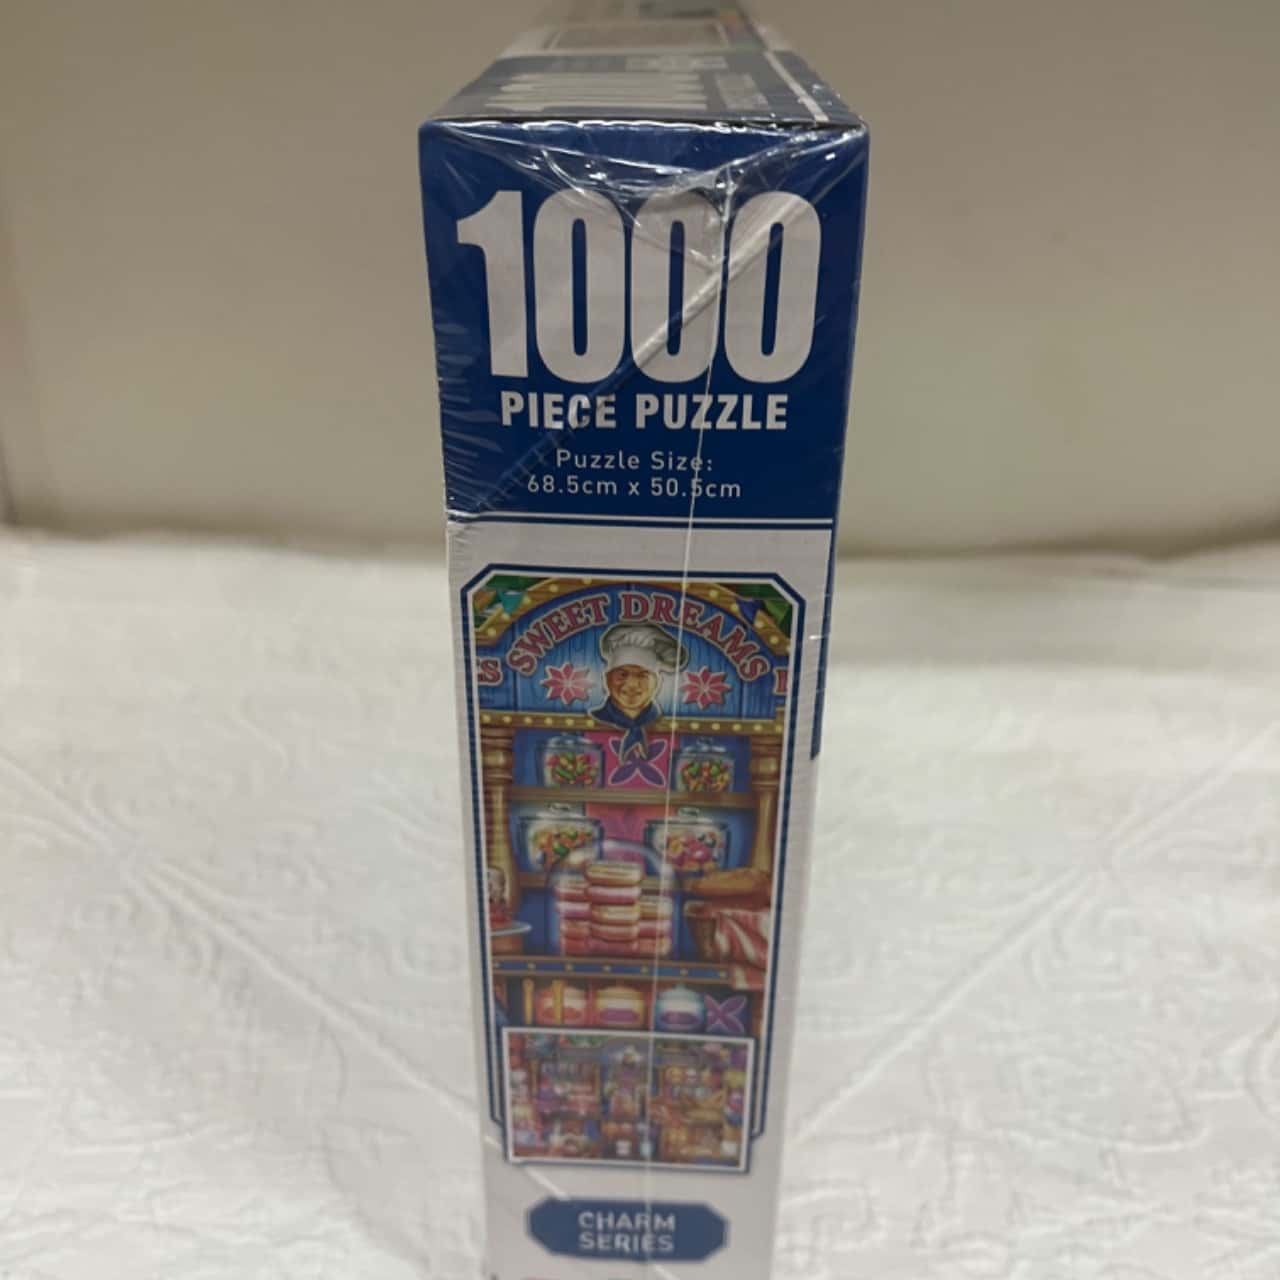 1000
PIECE PUZZLE
Puzzle Size:
68.5cm x 50.5cm
SWEET DREAMS
CHARM
SERIES